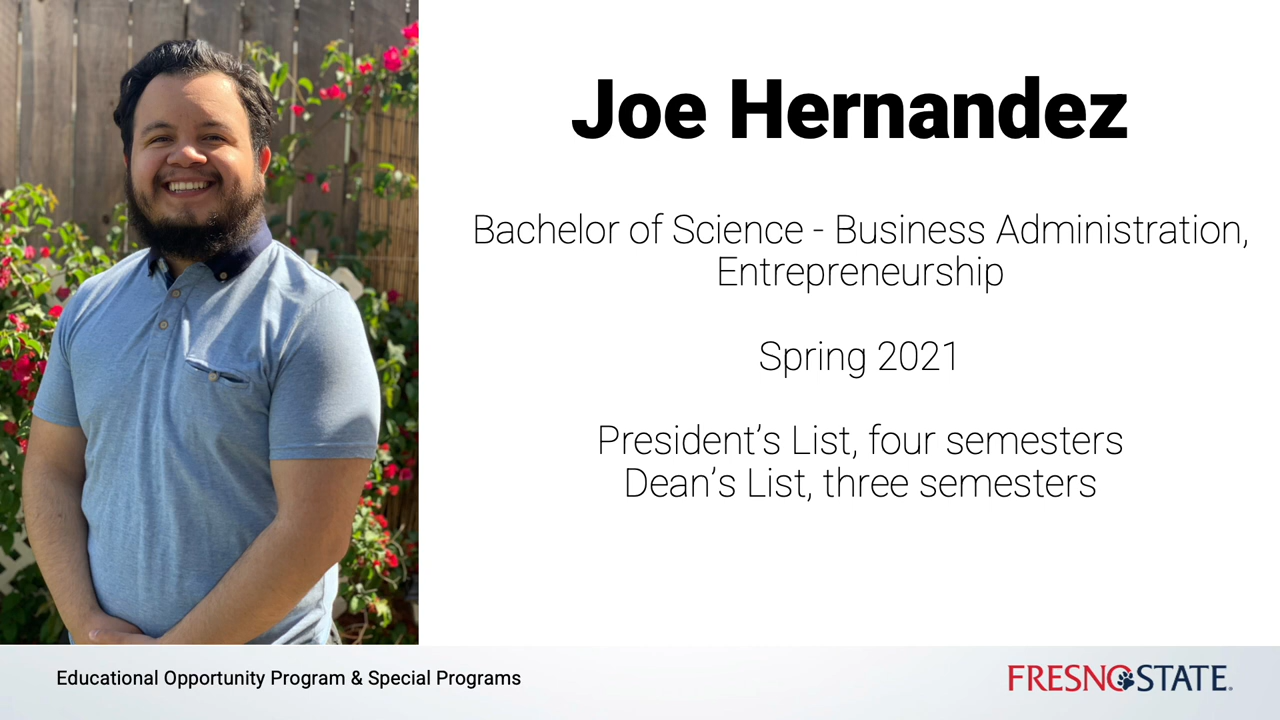 Joe Hernandez
Bachelor of Science - Business Administration,
Entrepreneurship
Spring 2021
President’s List, four semesters
Dean’s List, three semesters
Educational Opportunity Program & Special Programs
FRESNO STATE